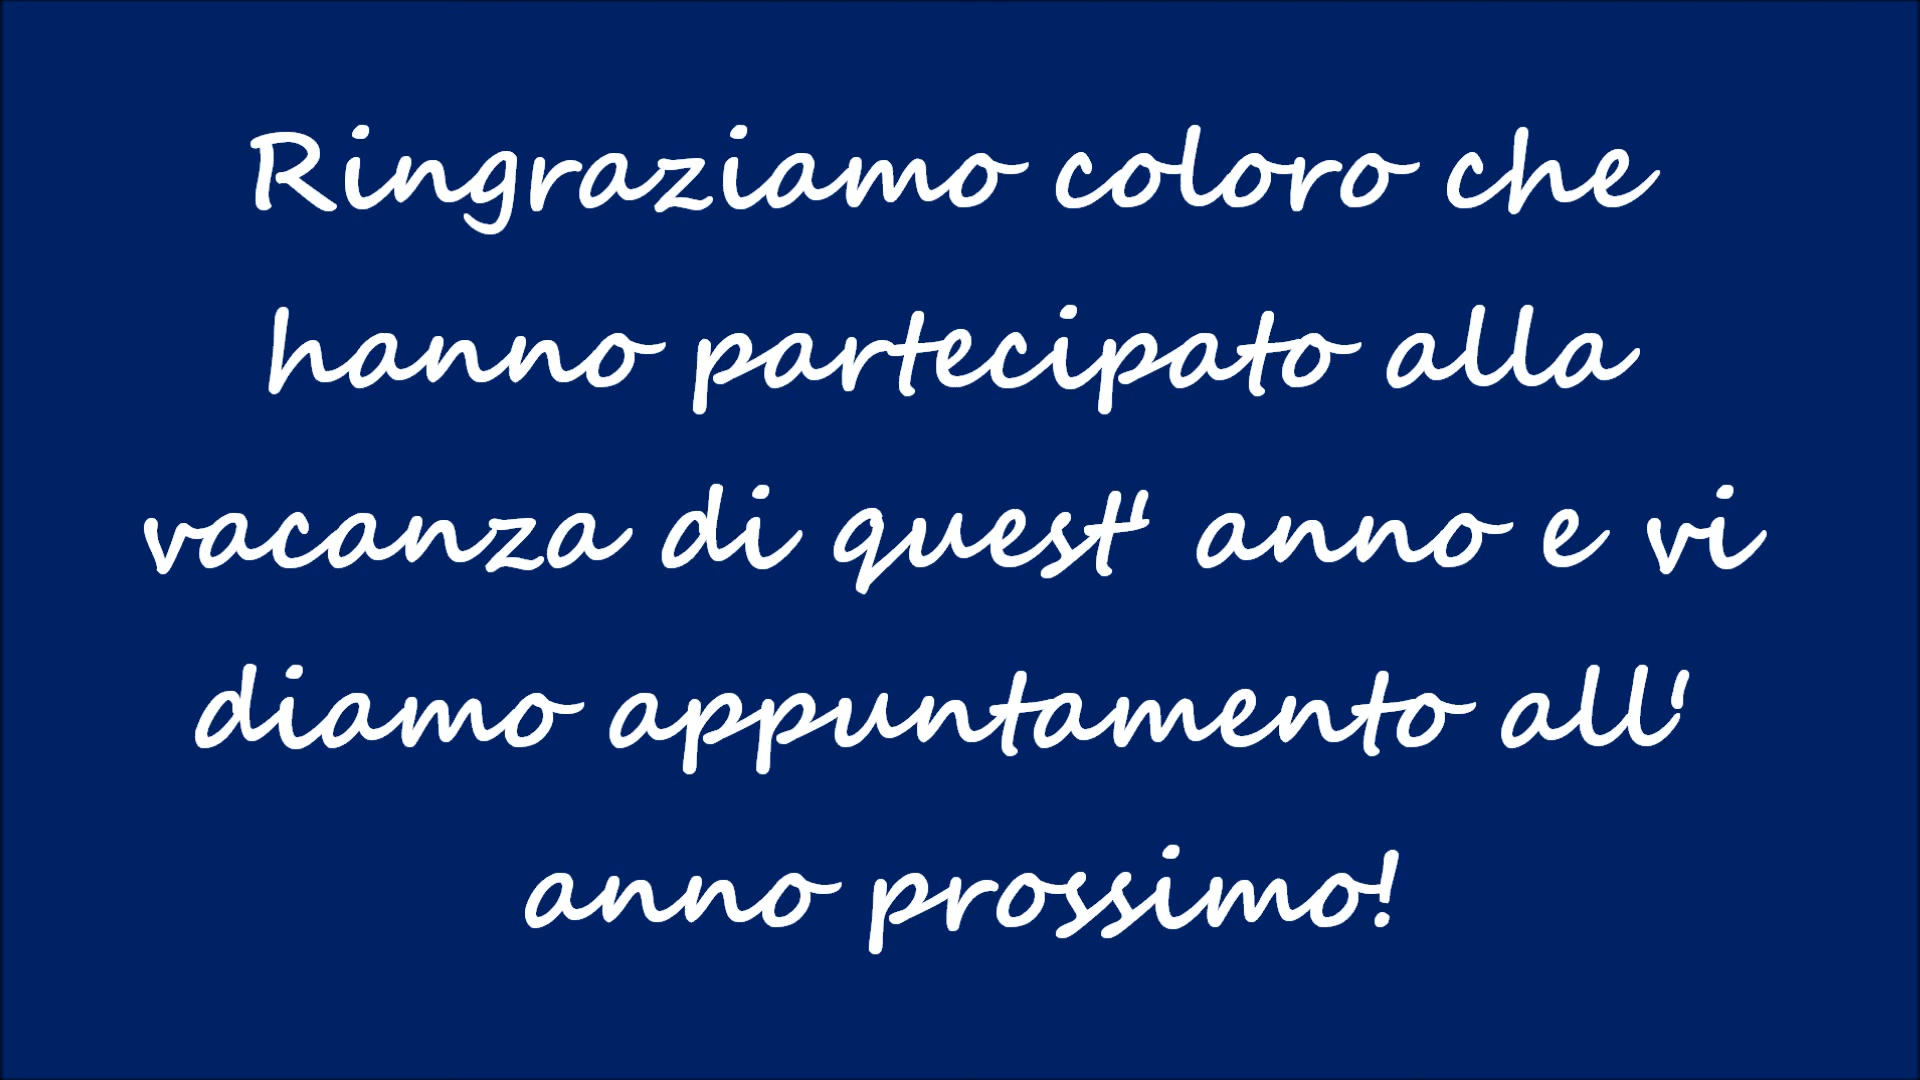 Ringraziamo coloro che
hanno partecipato alla
vacanza di quest' anno e vi
diamo appuntamento all'
anno prossimo!